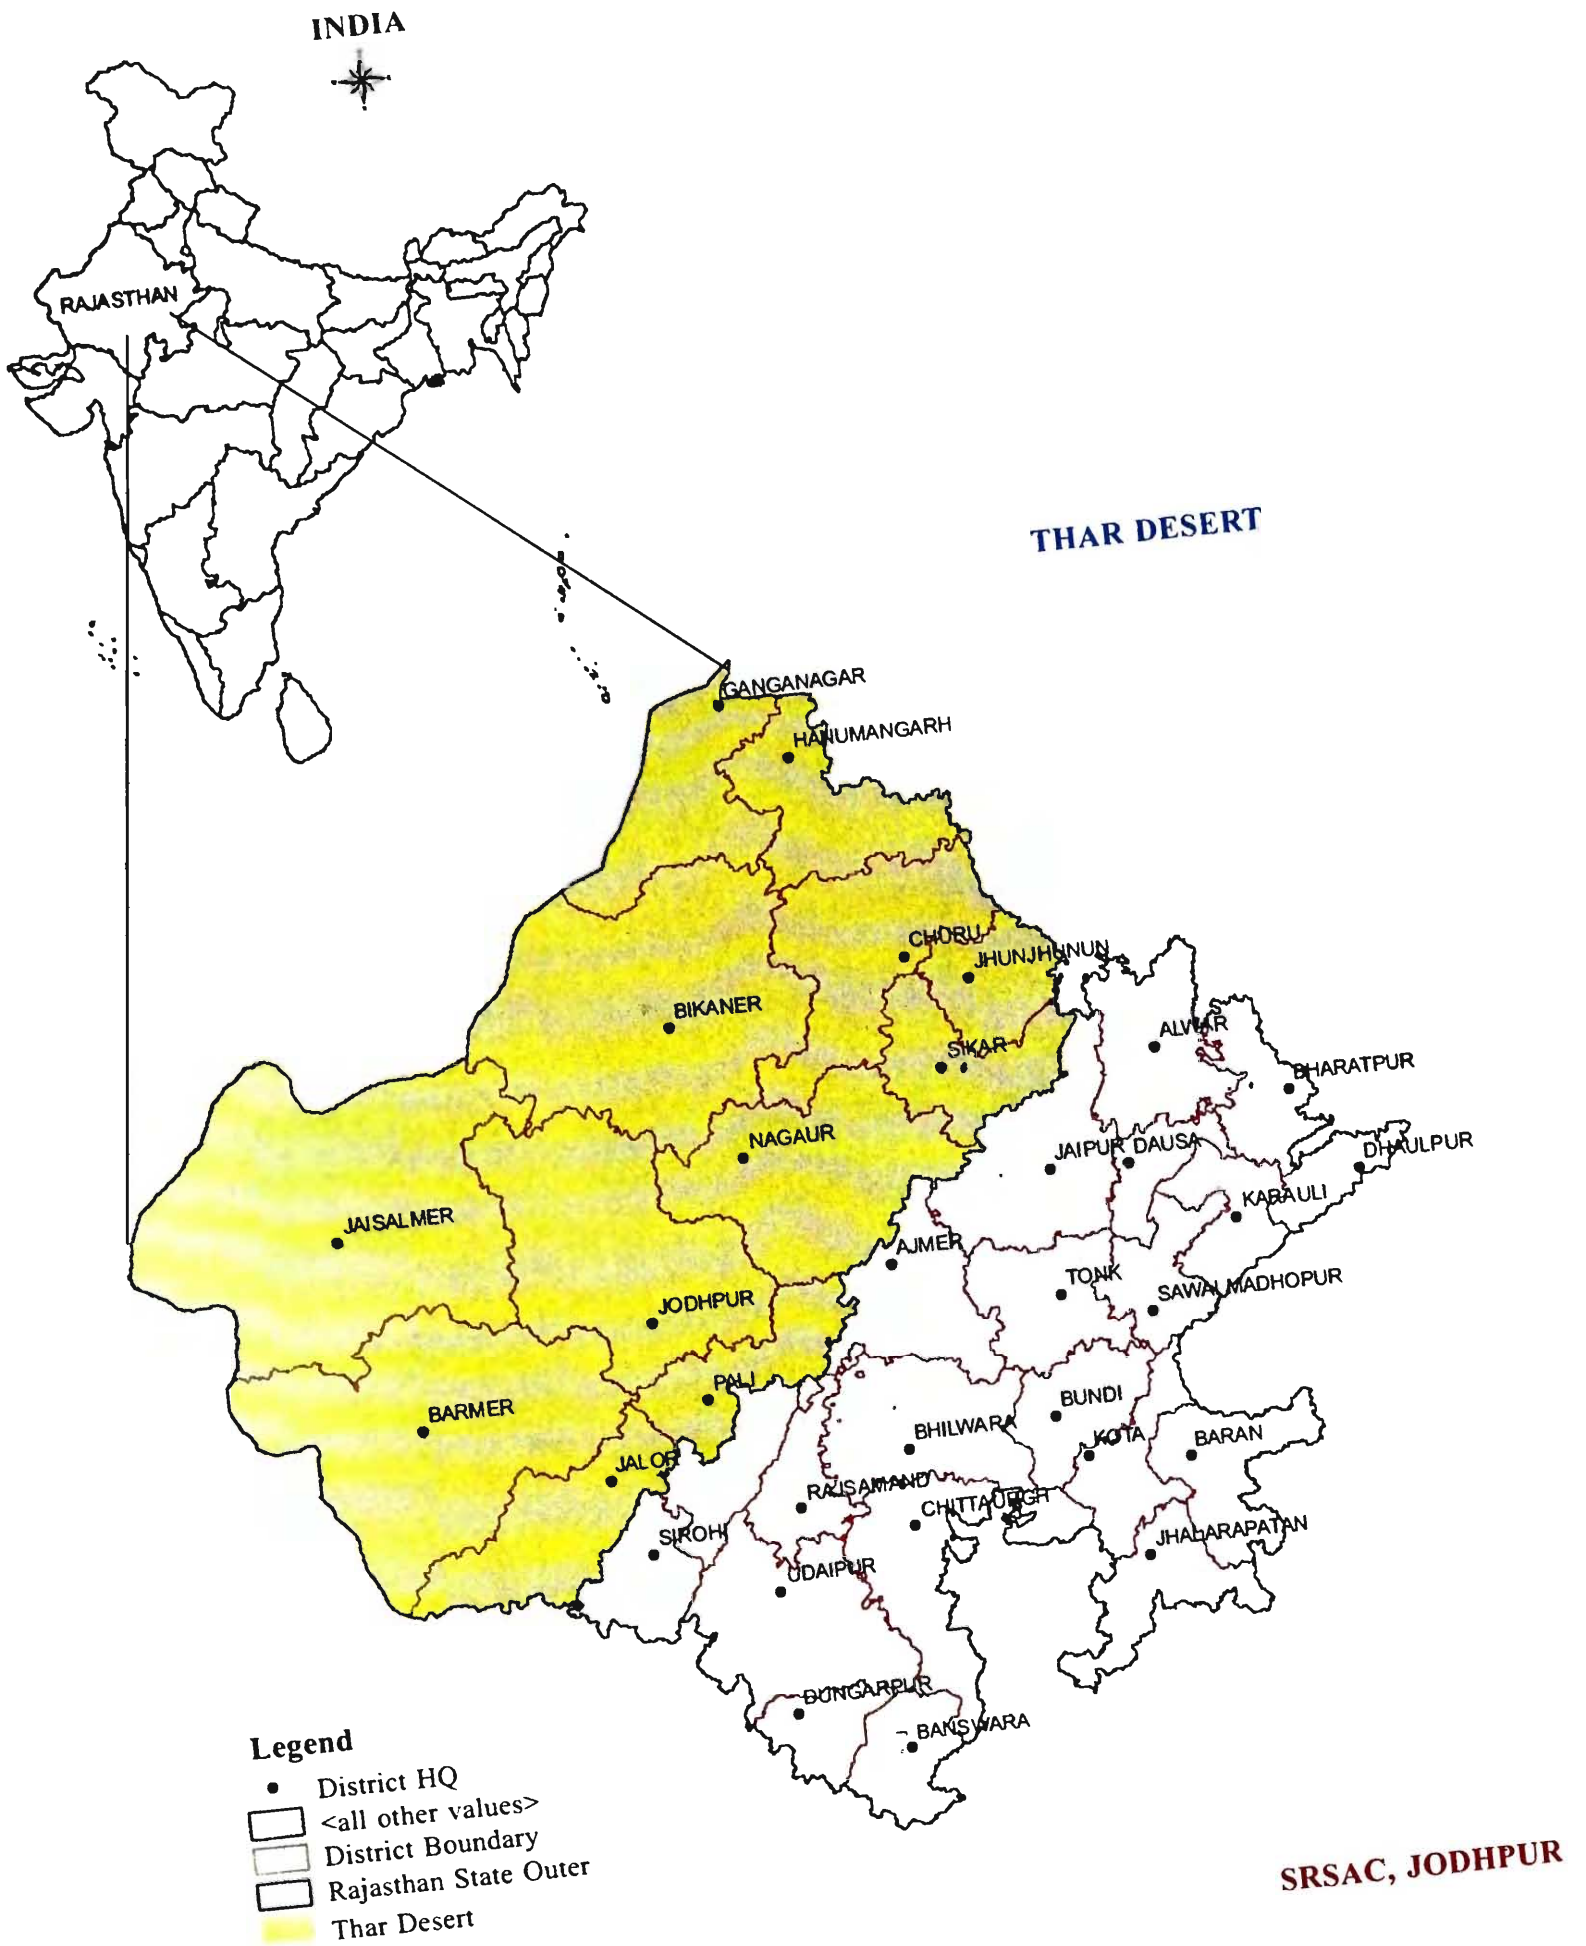 INDIA
RAJASTHAN
THAR DESERT
GANGANAGAR
HANUMANGARH
CHURU
JHUNJHUNUN
BIKANER
ALWAR
SIKAR
BHARATPUR
NAGAUR
JAIPUR
DAUSA
DHAULPUR
KARAULI
JAISALMER
AJMER
TONK
SAWAI MADHOPUR
JODHPUR
PALI
BUNDI
BARMER
BHILWARA
KOTA
BARAN
JALOR
RAJSAMAND
CHITTAURGH
SIROHI
JHALARAPATAN
UDAIPUR
DUNGARPUR
BANSWARA
Legend
District HQ
<all other values>
District Boundary
Rajasthan State Outer
Thar Desert
SRSAC, JODHPUR